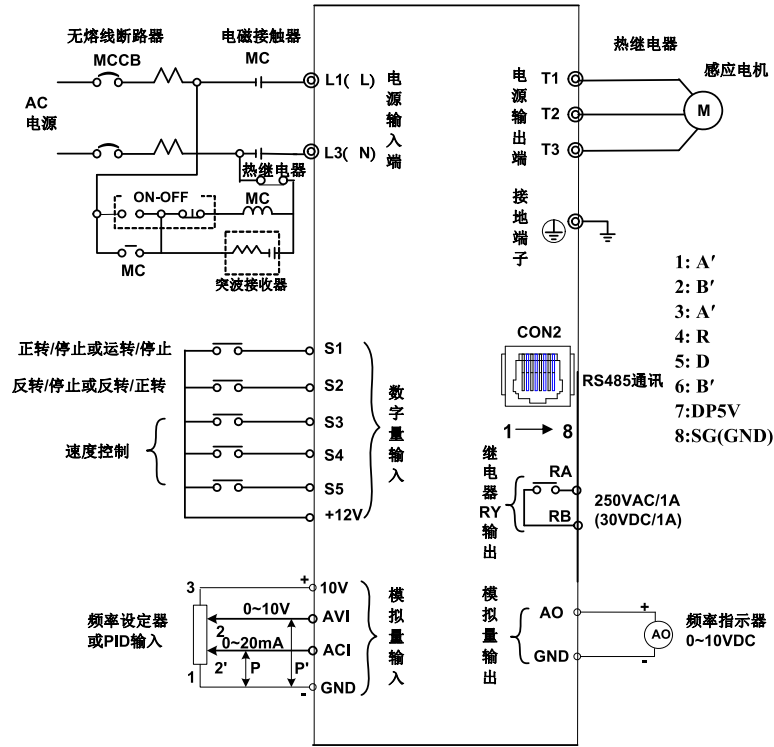 无熔线断路器
MCCB
电磁接触器
MC
AC
电源
L1( L)
L3( N)
电源输入端
热继电器
ON-OFF
MC
MC
突波接收器
热继电器
感应电机
电源输出端
T1
T2
T3
M
接地端子
正转/停止或运转/停止
反转/停止或反转/正转
速度控制
S1
S2
S3
S4
S5
+12V
数字量输入
CON2
RS485通讯
1
8
1: A′
2: B′
3: A′
4: R
5: D
6: B′
7:DP5V
8:SG(GND)
继电器RY输出
RA
RB
250VAC/1A
(30VDC/1A)
频率设定器
或PID输入
3
2
2'
1
0~10V
0~20mA
P
P'
+
10V
AVI
ACI
GND
-
模拟量输入
模拟量输出
AO
GND
+
AO
-
频率指示器
0~10VDC